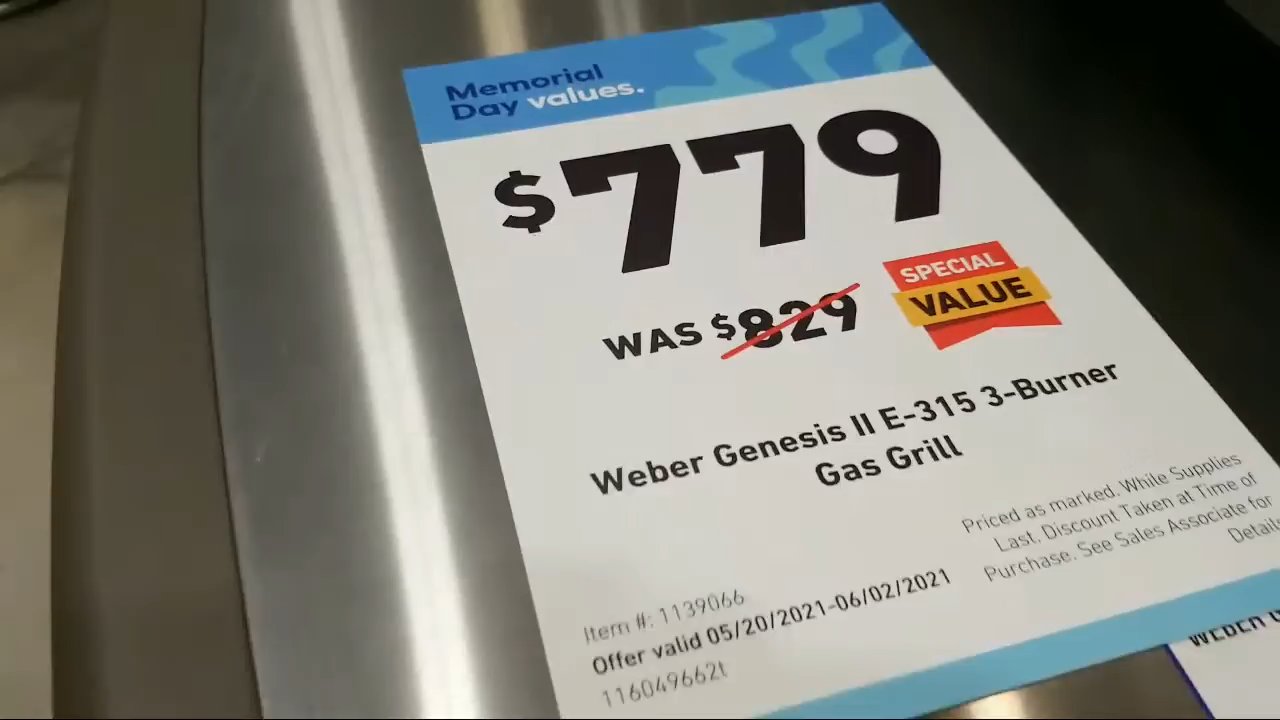 Memorial
Day values.
$779
WAS $829
SPECIAL
VALUE
Weber Genesis II E-315 3-Burner
Gas Grill
Priced as marked. While Supplies
Last. Discount Taken at Time of
Purchase. See Sales Associate for
Details
Item #: 1139066
Offer valid 05/20/2021-06/02/2021
116049662t
WEBER